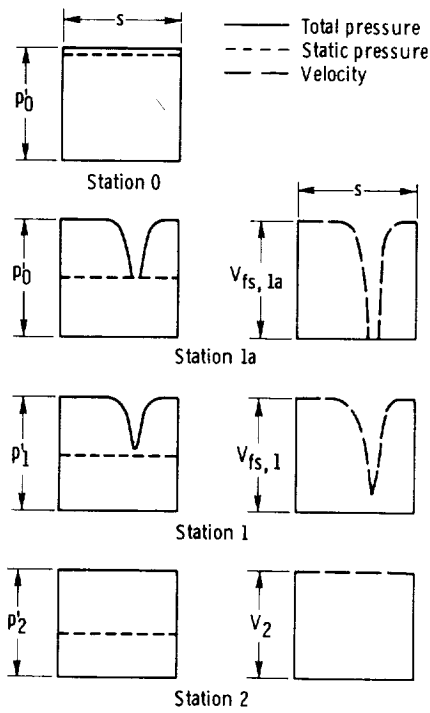 s
Total pressure
Static pressure
Velocity
p'0
Station 0
s
p'0
Vfs, 1a
Station 1a
p'1
Vfs, 1
Station 1
p'2
V2
Station 2